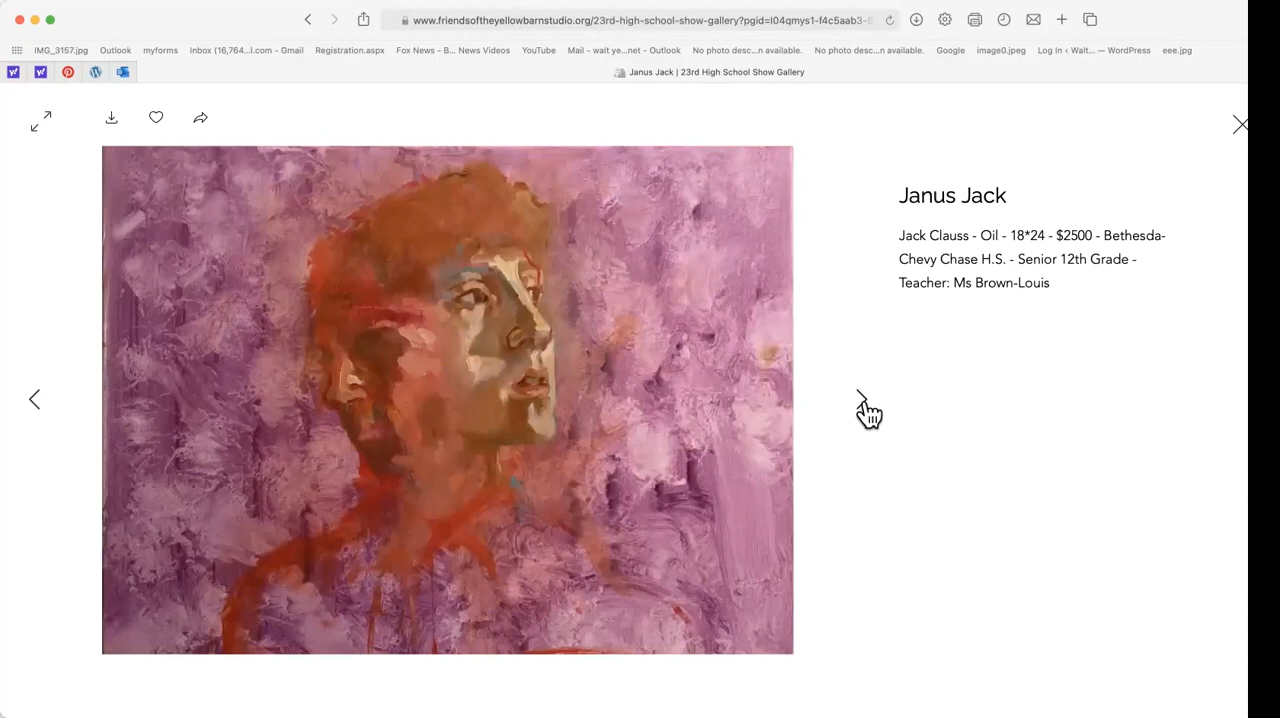 www.friendsoftheyellowbarnstudio.org/23rd-high-school-show-gallery?pgid=l04qmys1-f4c5aab3-6
IMG_3157.jpg Outlook myforms Inbox (16,764...l.com - Gmail Registration.aspx Fox News - B... News Videos YouTube Mail - walt ye...net - Outlook No photo desc...n available. No photo desc...n available. Google image0.jpeg Log In ‹ Walt... — WordPress eee.jpg
Janus Jack | 23rd High School Show Gallery
Janus Jack
Jack Clauss - Oil - 18*24 - $2500 - Bethesda-
Chevy Chase H.S. - Senior 12th Grade -
Teacher: Ms Brown-Louis